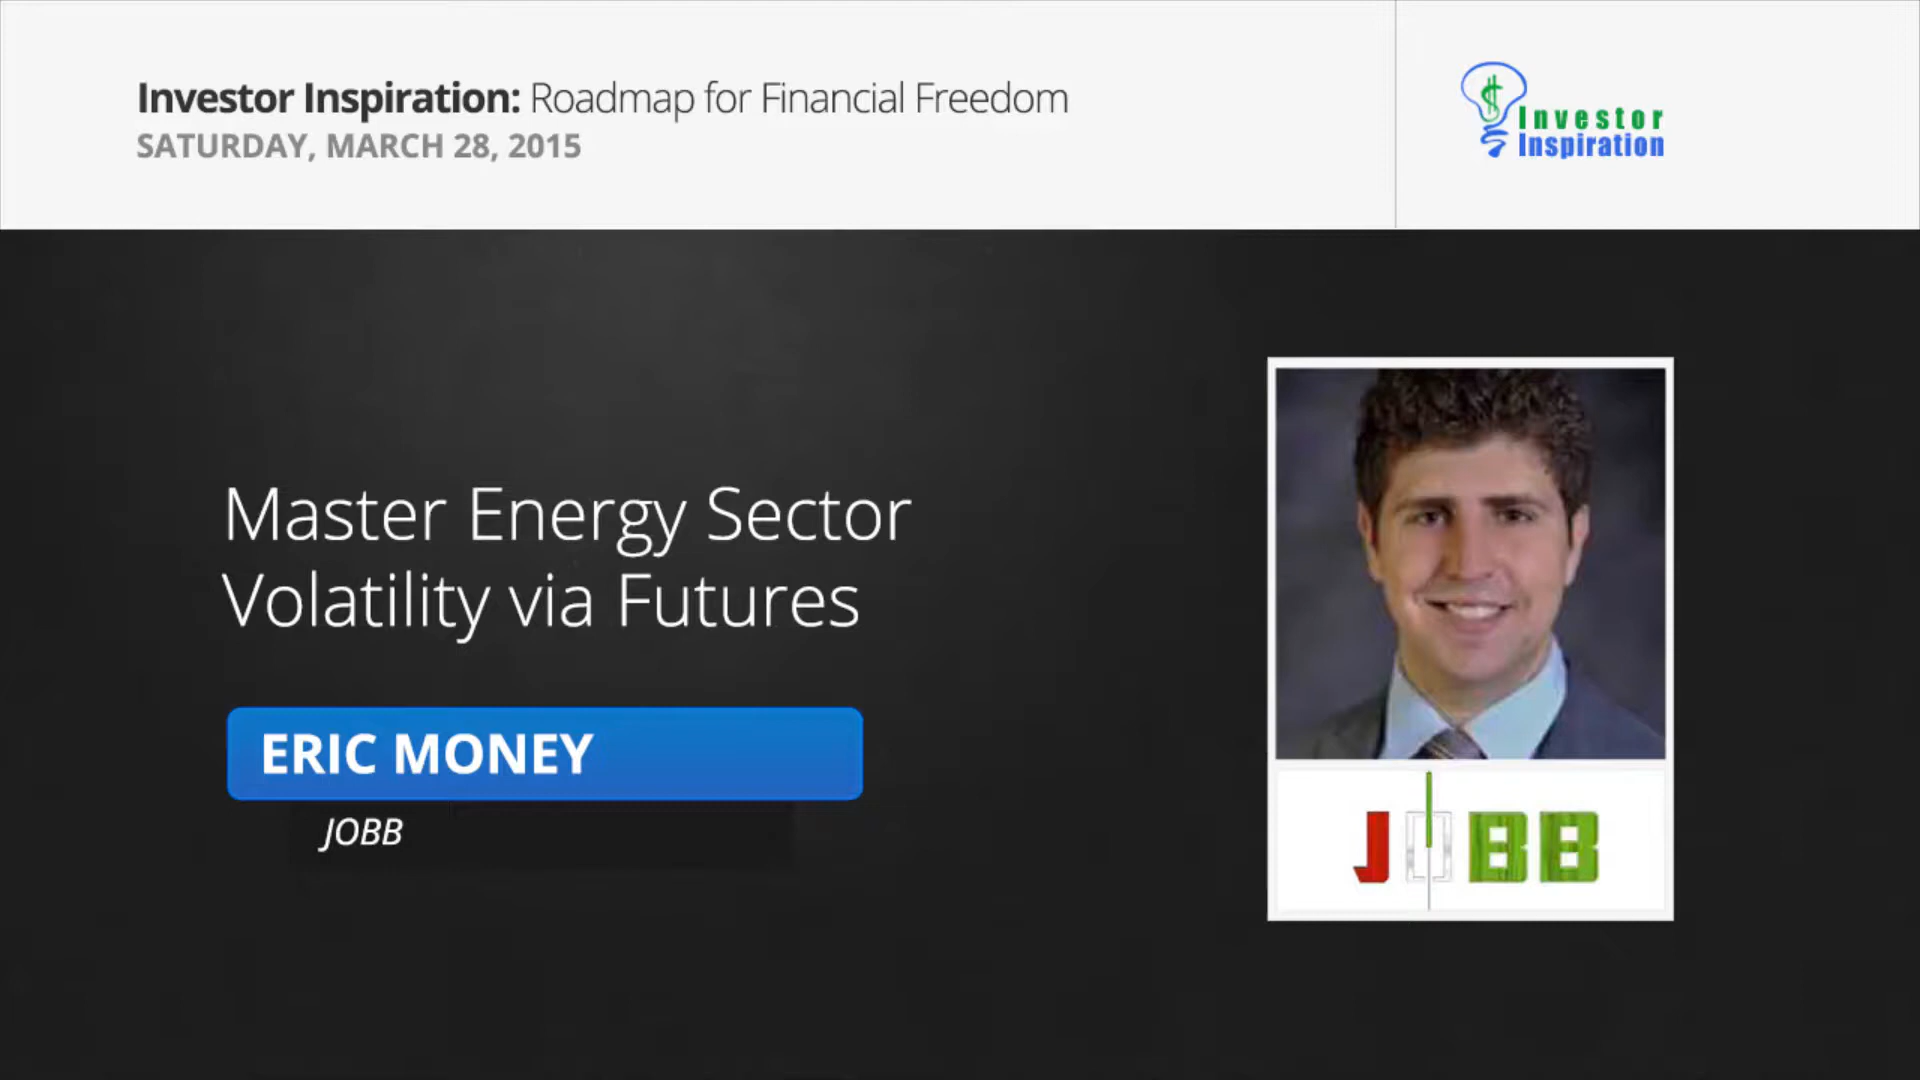 Investor Inspiration: Roadmap for Financial Freedom
SATURDAY, MARCH 28, 2015
Investor
Inspiration
Master Energy Sector
Volatility via Futures
ERIC MONEY
JOBB
JOBB